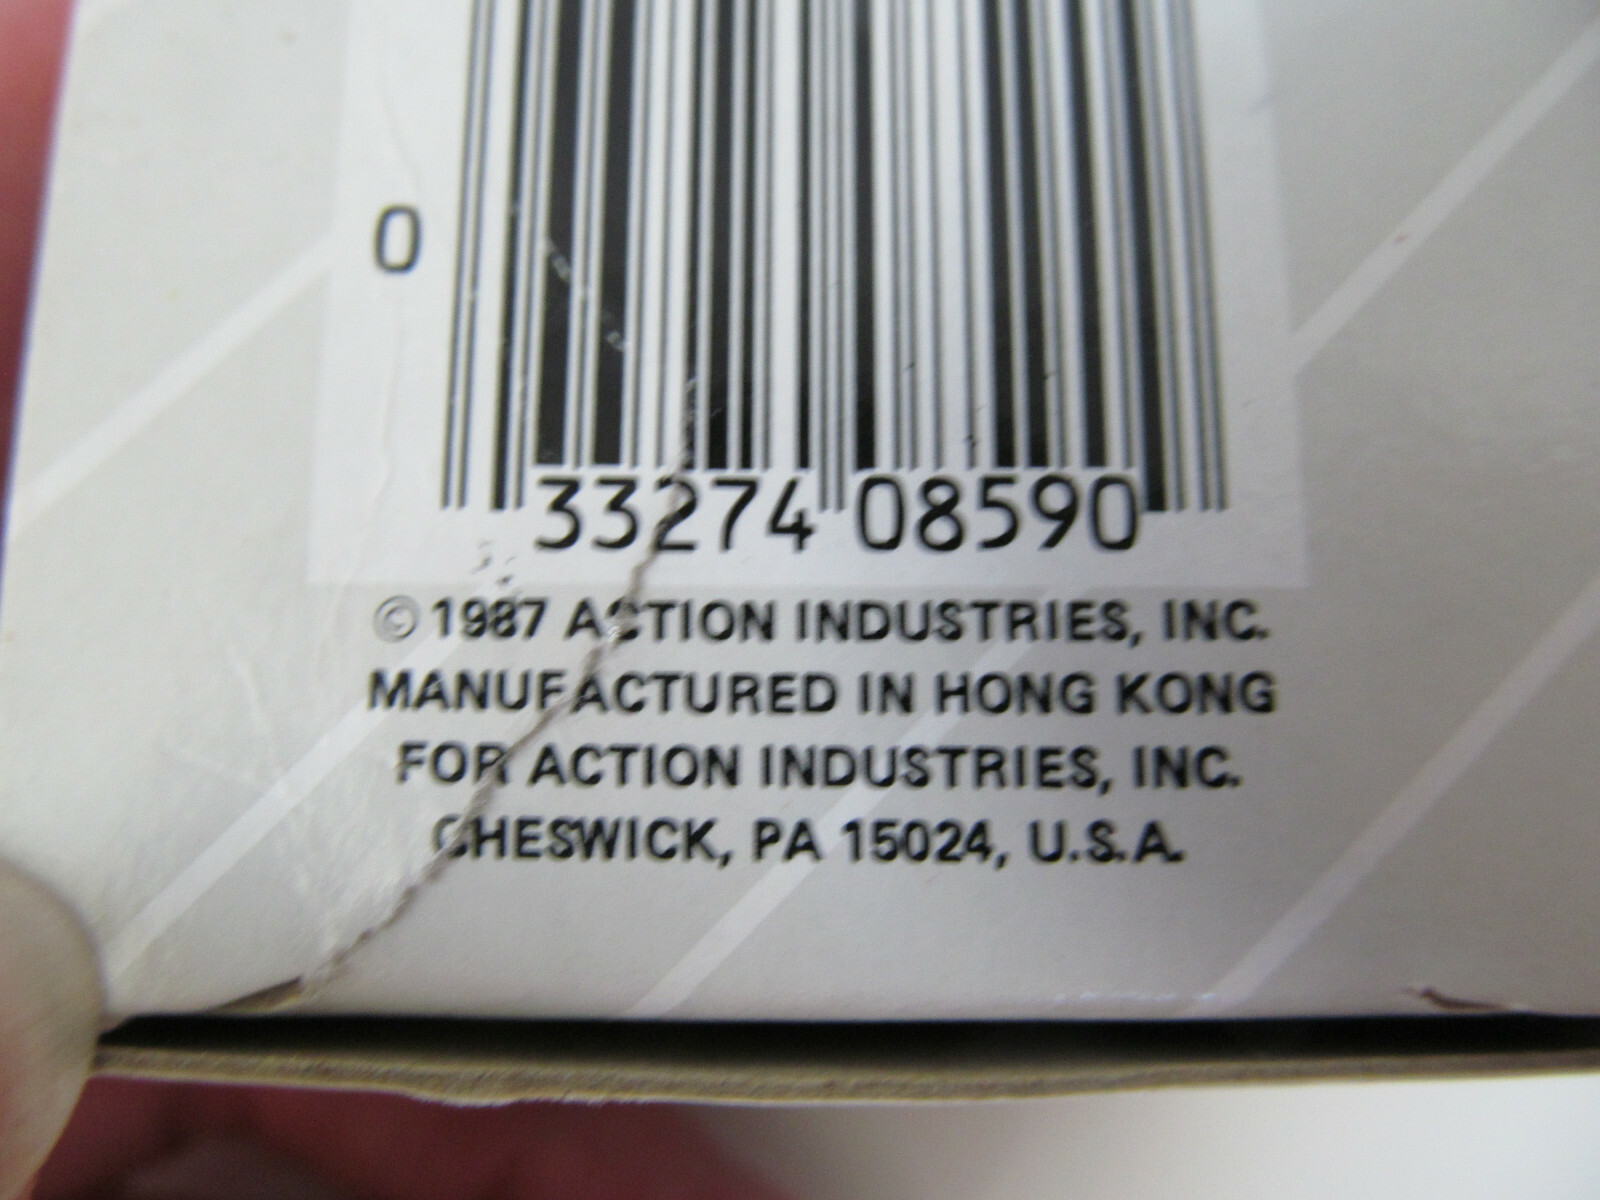 0
33274 08590
© 1987 ACTION INDUSTRIES, INC.
MANUFACTURED IN HONG KONG
FOR ACTION INDUSTRIES, INC.
CHESWICK, PA 15024, U.S.A.